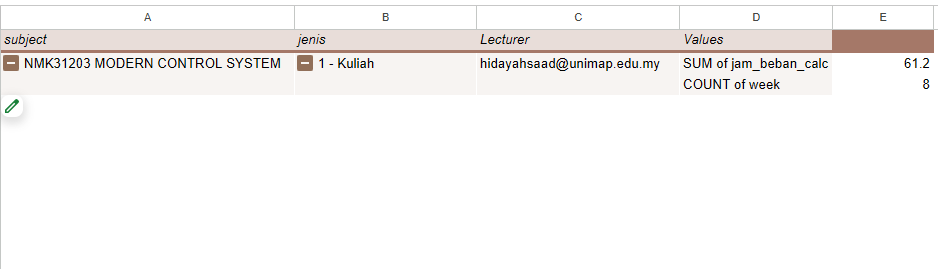 A B C D E
subject jenis Lecturer Values
NMK31203 MODERN CONTROL SYSTEM 1 - Kuliah hidayahsaad@unimap.edu.my SUM of jam_beban_calc 61.2
COUNT of week 8